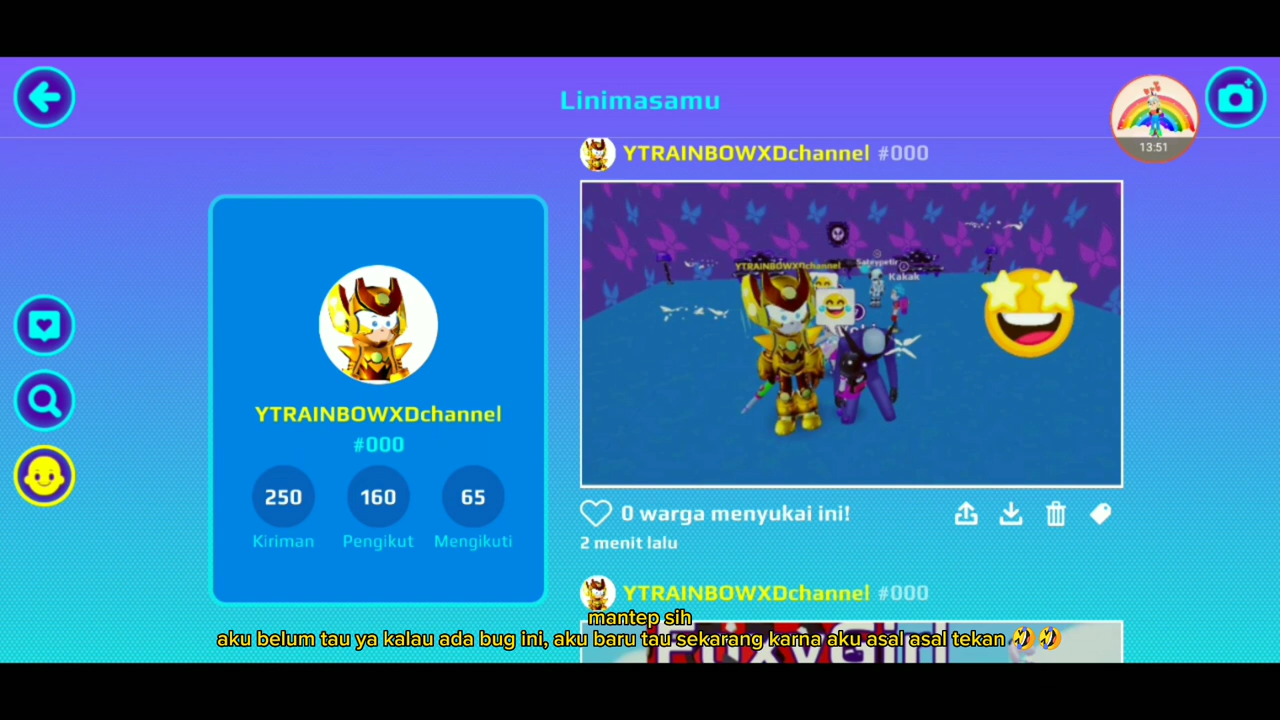 Linimasamu
13:51
YTRAINBOWXDchannel #000
YTRAINBOWXDchannel
Kakak
YTRAINBOWXDchannel
#000
250
160
65
Kiriman
Pengikut
Mengikuti
0 warga menyukai ini!
2 menit lalu
YTRAINBOWXDchannel #000
mantep sih
aku belum tau ya kalau ada bug ini, aku baru tau sekarang karna aku asal asal tekan 🤣🤣